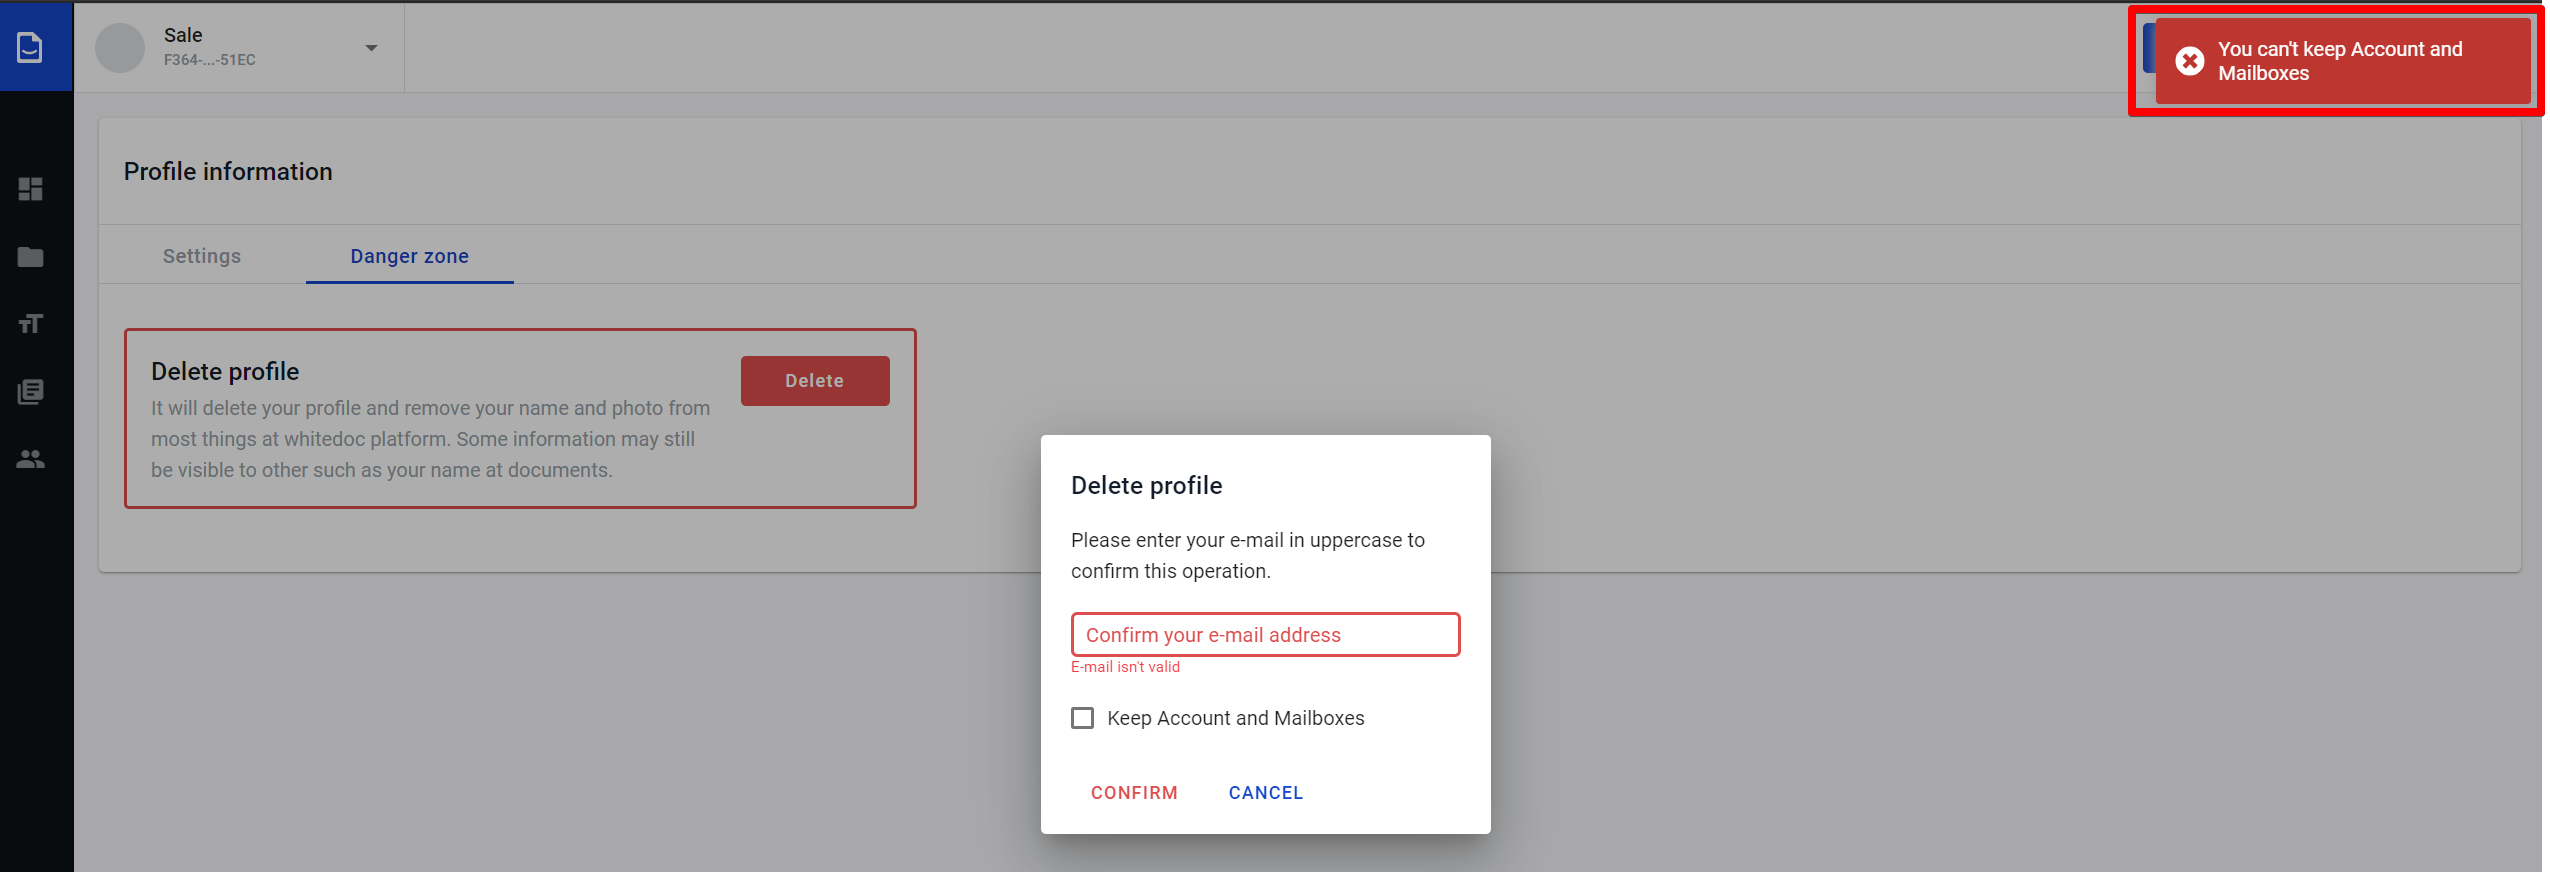 Sale
F364-...-51EC
You can't keep Account and
Mailboxes
Profile information
Settings
Danger zone
Delete profile
Delete
It will delete your profile and remove your name and photo from
most things at whitedoc platform. Some information may still
be visible to other such as your name at documents.
Delete profile
Please enter your e-mail in uppercase to
confirm this operation.
Confirm your e-mail address
E-mail isn't valid
Keep Account and Mailboxes
CONFIRM
CANCEL